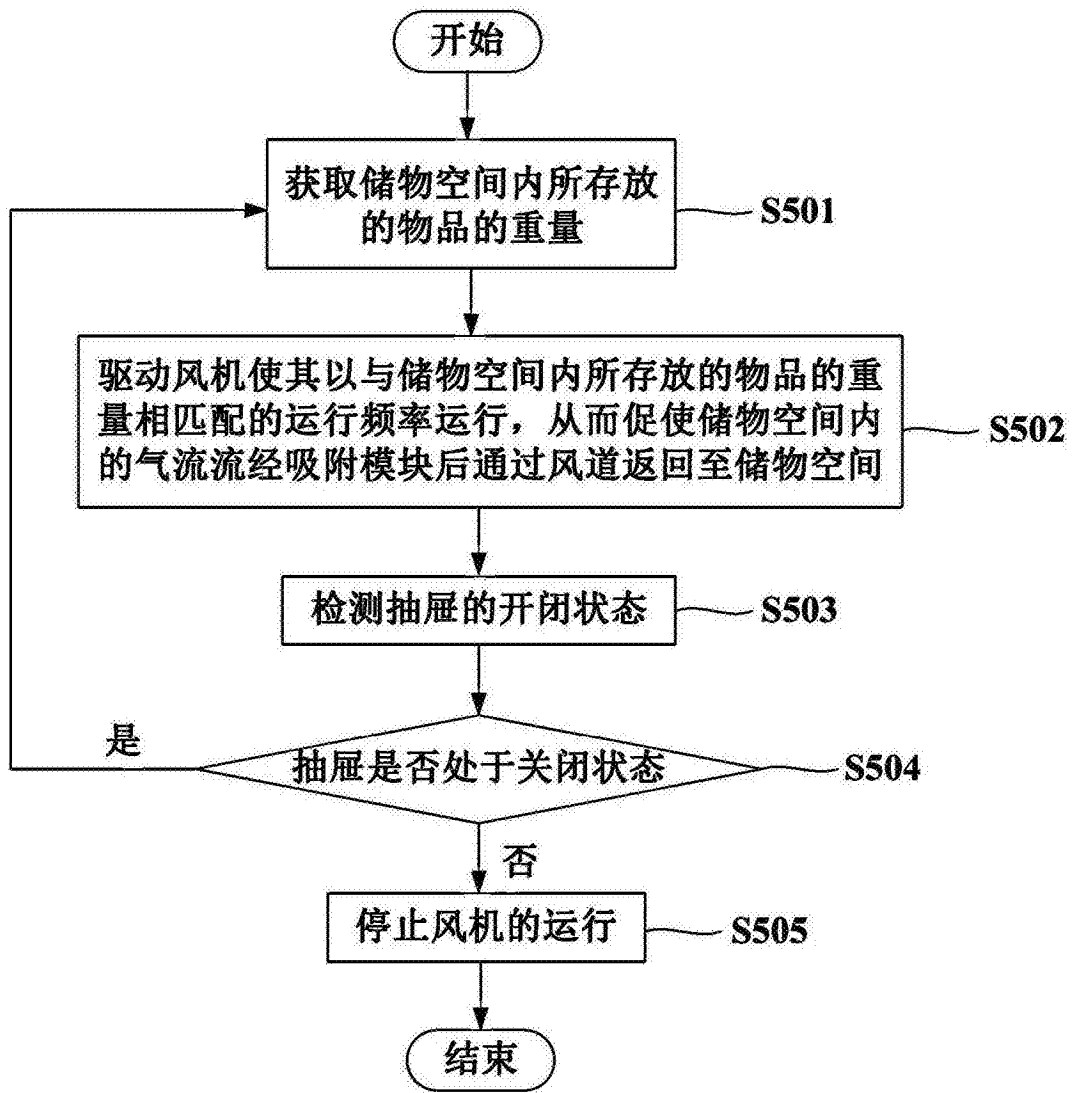 开始
获取储物空间内所存放
的物品的重量
S501
驱动风机使其以与储物空间内所存放的物品的重
量相匹配的运行频率运行，从而促使储物空间内
的气流流经吸附模块后通过风道返回至储物空间
S502
检测抽屉的开闭状态
S503
是
抽屉是否处于关闭状态
S504
否
停止风机的运行
S505
结束